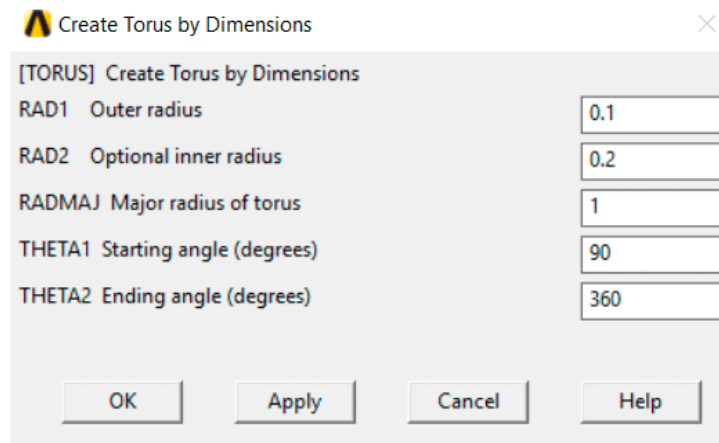 Create Torus by Dimensions
[TORUS] Create Torus by Dimensions
RAD1 Outer radius 0.1
RAD2 Optional inner radius 0.2
RADMAJ Major radius of torus 1
THETA1 Starting angle (degrees) 90
THETA2 Ending angle (degrees) 360
OK Apply Cancel Help